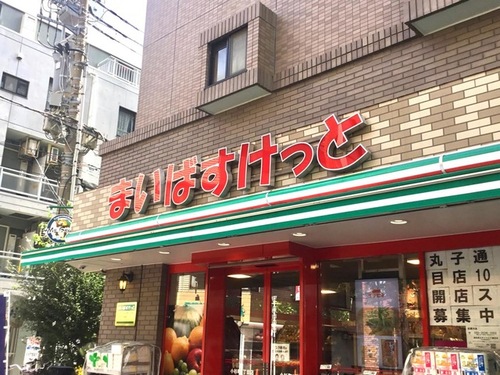 まいばすけっと
丸子通
目店10
開店ス
募集中